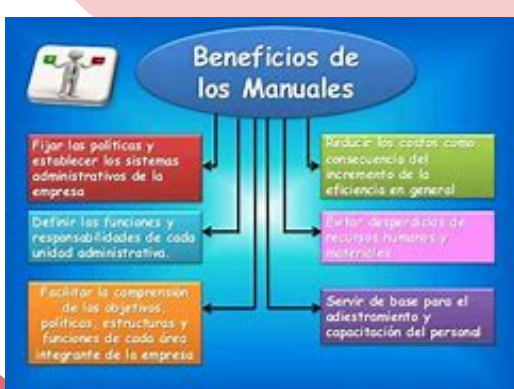 Beneficios de
los Manuales
Fijar las políticas y
establecer los sistemas
administrativos de la
empresa
Definir las funciones y
responsabilidades de cada
unidad administrativa.
Facilitar la comprensión
de los objetivos,
políticas, estructuras y
funciones de cada área
integrante de la empresa
Reducir los costos como
consecuencia del
incremento de la
eficiencia en general
Evitar desperdicios de
recursos humanos y
materiales
Servir de base para el
adiestramiento y
capacitación del personal